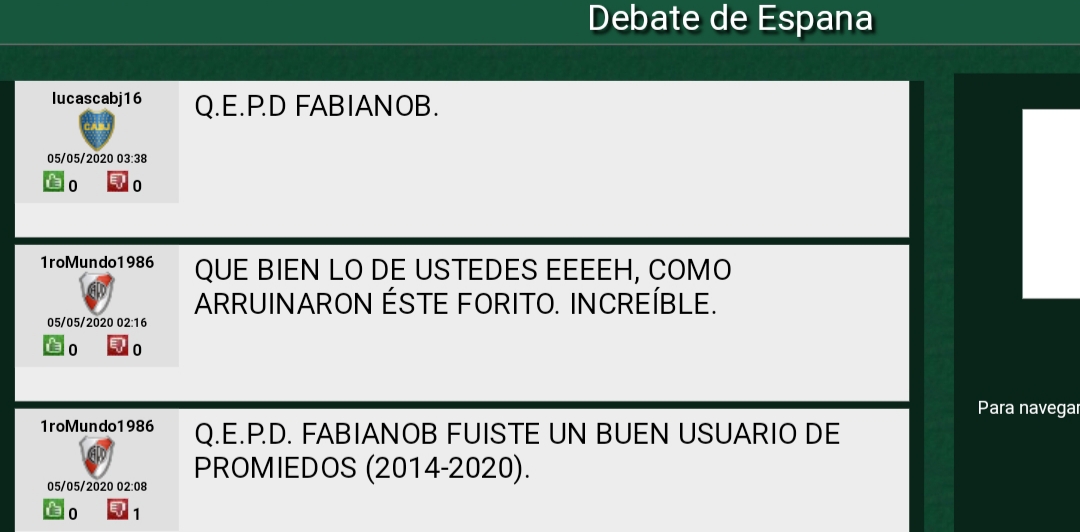 Debate de Espana
lucascabj16
CABJ
05/05/2020 03:38
0 0
Q.E.P.D FABIANOB.
1roMundo1986
05/05/2020 02:16
0 0
QUE BIEN LO DE USTEDES EEEEH, COMO
ARRUINARON ÉSTE FORITO. INCREÍBLE.
1roMundo1986
05/05/2020 02:08
0 1
Q.E.P.D. FABIANOB FUISTE UN BUEN USUARIO DE
PROMIEDOS (2014-2020).
Para navegar